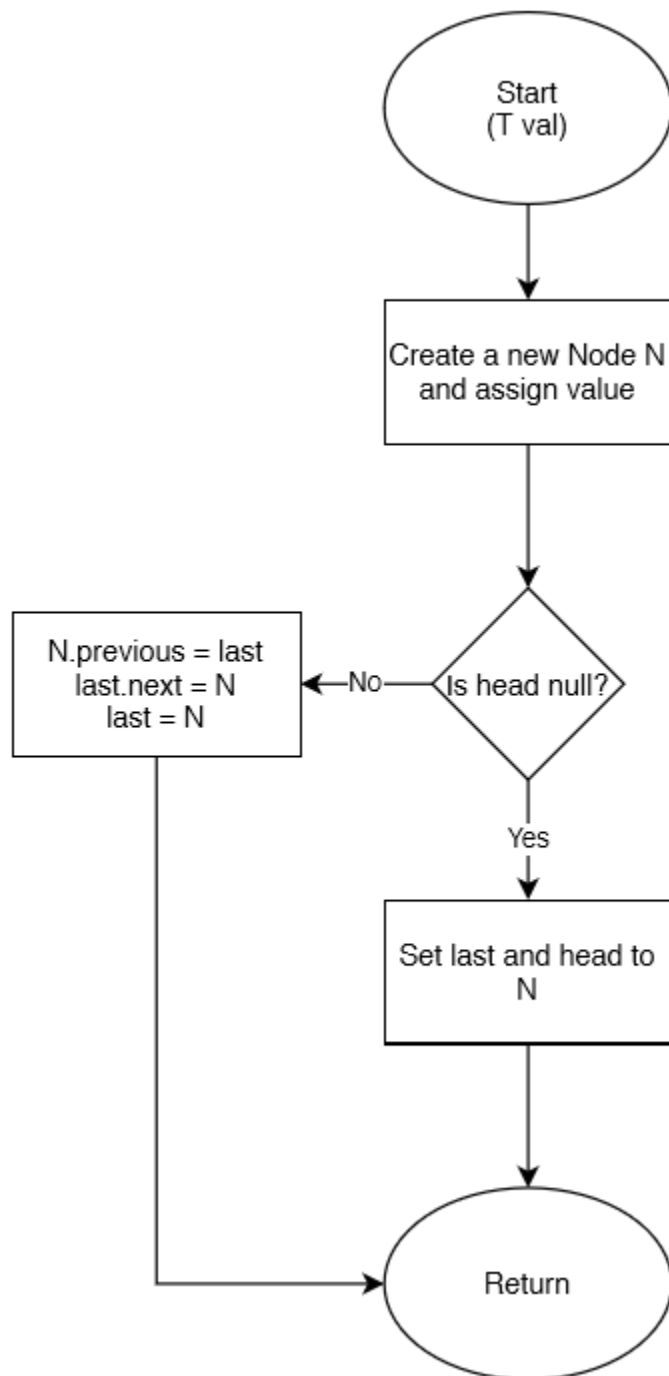 Start
(T val)
Create a new Node N
and assign value
Is head null?
No
N.previous = last
last.next = N
last = N
Yes
Set last and head to
N
Return